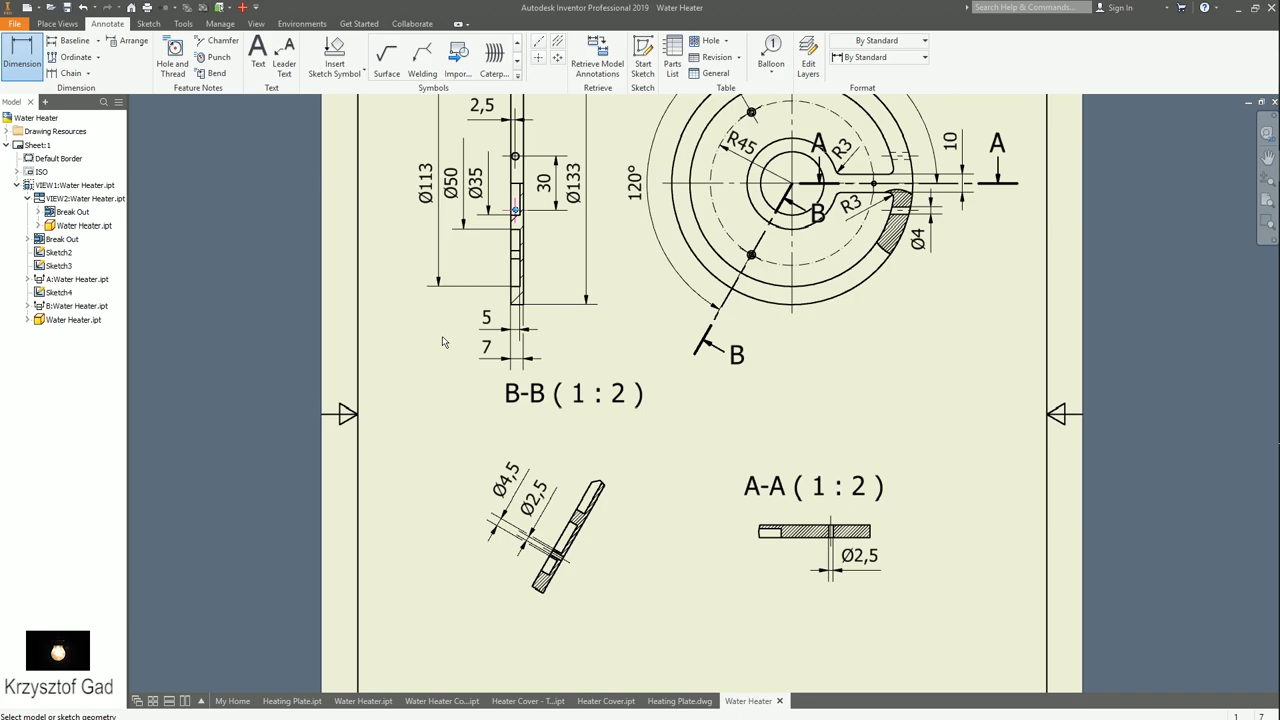 Autodesk Inventor Professional 2019 Water Heater
Search Help & Commands...
Sign In
File Place Views Annotate Sketch Tools Manage View Environments Get Started Collaborate
Dimension
Baseline
Ordinate
Chain
Arrange
Dimension
Hole and Thread
Chamfer
Punch
Bend
Feature Notes
Text
Leader Text
Text
Insert Sketch Symbol
Surface
Welding
Impor...
Caterp...
Symbols
Retrieve Model Annotations
Retrieve
Start Sketch
Sketch
Parts List
Hole
Revision
General
Table
Balloon
Edit Layers
By Standard
By Standard
Format
Model
Water Heater
Drawing Resources
Sheet:1
Default Border
ISO
VIEW1:Water Heater.ipt
VIEW2:Water Heater.ipt
Break Out
Water Heater.ipt
Break Out
Sketch2
Sketch3
A:Water Heater.ipt
Sketch4
B:Water Heater.ipt
Water Heater.ipt
2,5
Ø113
Ø50
Ø35
30
Ø133
5
7
120°
R45
A
R3
10
A
B
R3
Ø4
B
B-B ( 1 : 2 )
Ø4,5
Ø2,5
A-A ( 1 : 2 )
Ø2,5
Krzysztof Gad
My Home Heating Plate.ipt Water Heater.ipt Water Heater Co....ipt Heater Cover - T...ipt Heater Cover.ipt Heating Plate.dwg Water Heater
Select model or sketch geometry
1 7